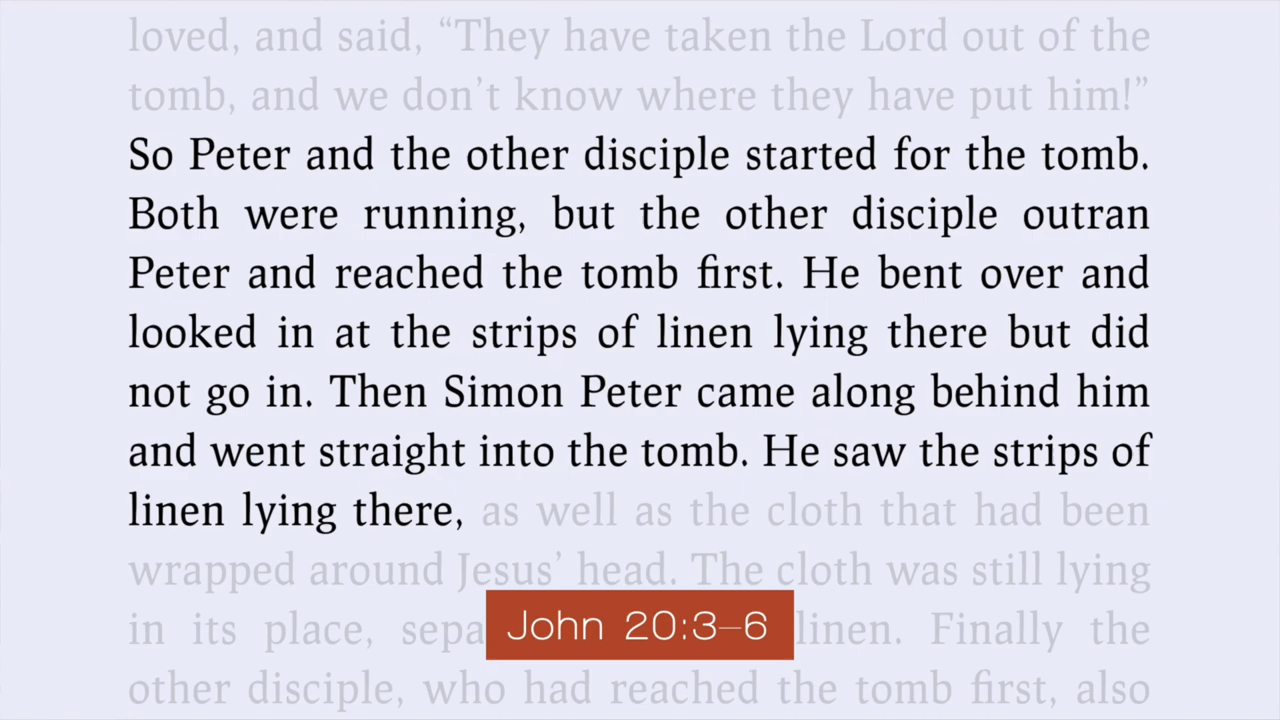 loved, and said, “They have taken the Lord out of the
tomb, and we don’t know where they have put him!”
So Peter and the other disciple started for the tomb.
Both were running, but the other disciple outran
Peter and reached the tomb first. He bent over and
looked in at the strips of linen lying there but did
not go in. Then Simon Peter came along behind him
and went straight into the tomb. He saw the strips of
linen lying there, as well as the cloth that had been
wrapped around Jesus’ head. The cloth was still lying
in its place, linen. Finally the
John 20:3–6
other disciple, who had reached the tomb first, also